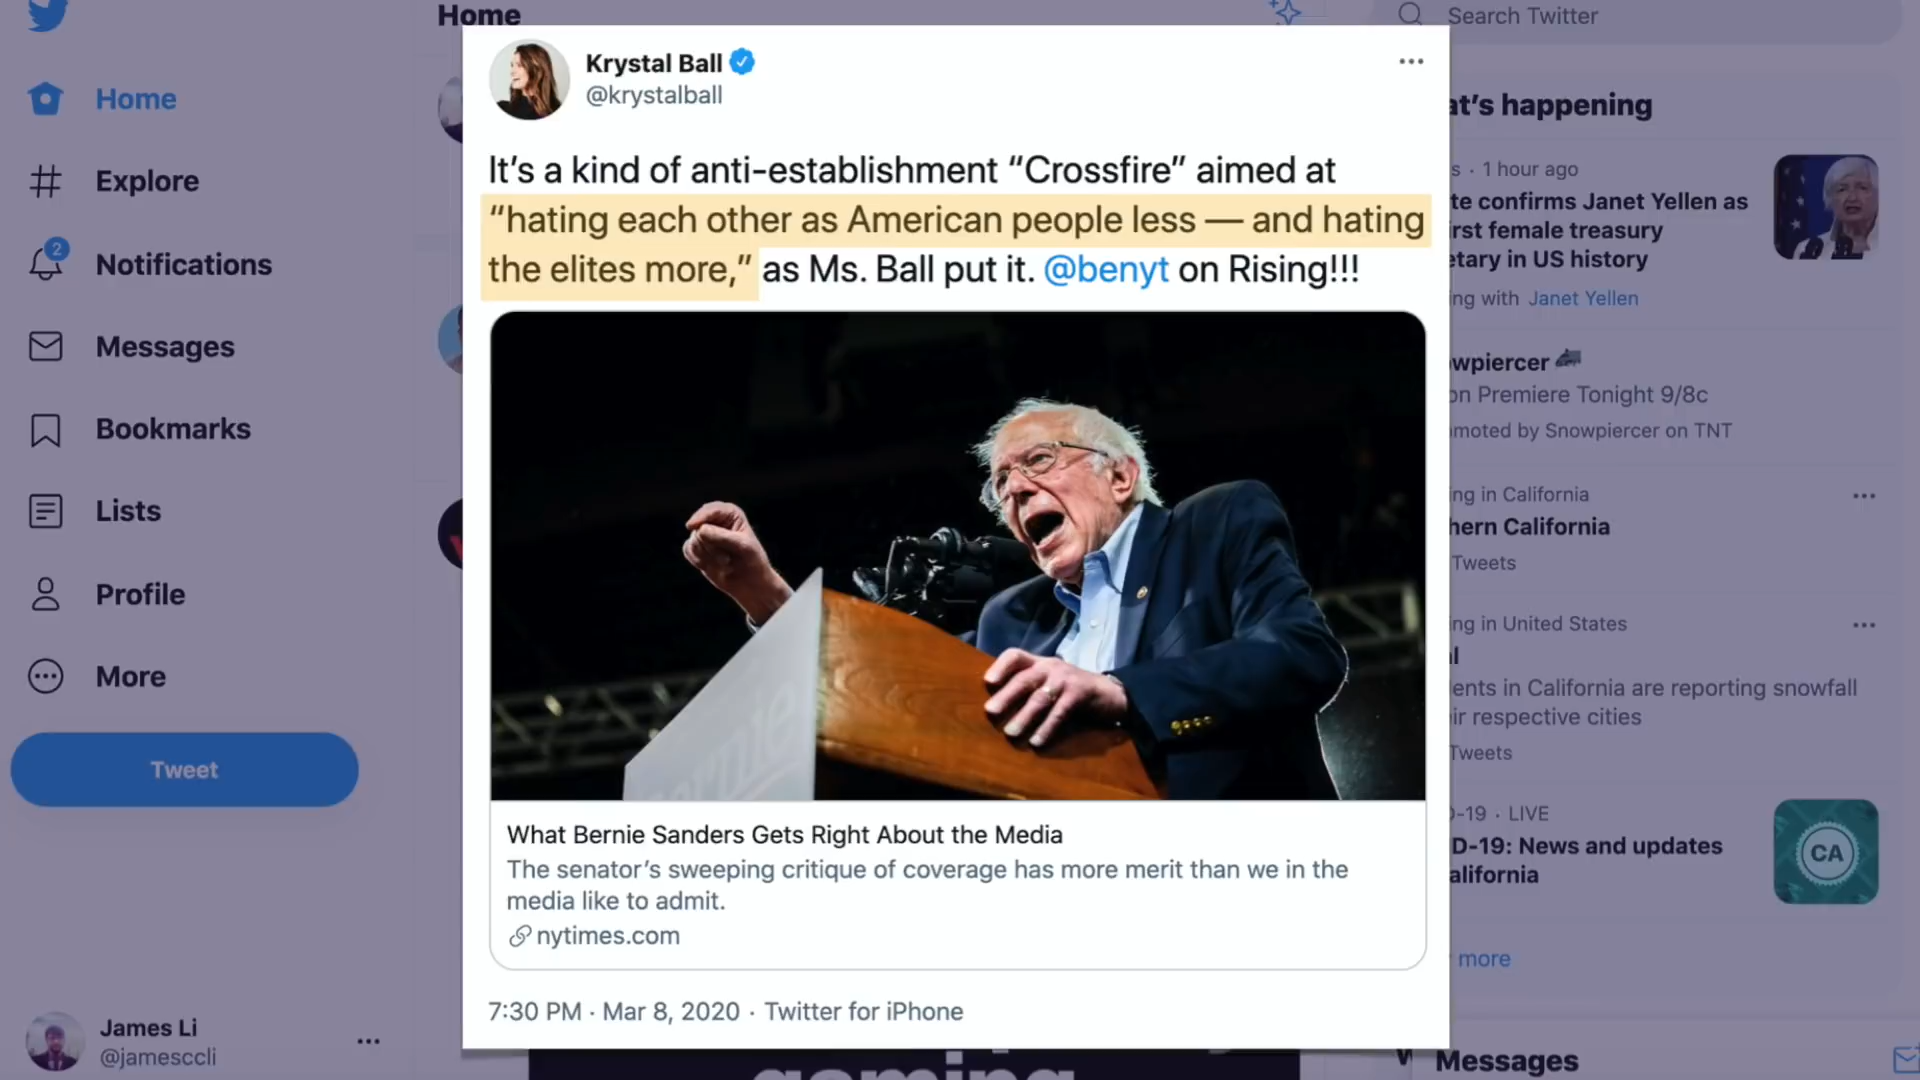 Home
Search Twitter
Home
Explore
2
Notifications
Messages
Bookmarks
Lists
Profile
More
Tweet
James Li
@jamesccli
Krystal Ball
@krystalball
It's a kind of anti-establishment “Crossfire” aimed at
“hating each other as American people less — and hating
the elites more,” as Ms. Ball put it. @benyt on Rising!!!
What Bernie Sanders Gets Right About the Media
The senator's sweeping critique of coverage has more merit than we in the
media like to admit.
nytimes.com
7:30 PM · Mar 8, 2020 · Twitter for iPhone
at's happening
s · 1 hour ago
te confirms Janet Yellen as
rst female treasury
etary in US history
ng with Janet Yellen
wpiercer
on Premiere Tonight 9/8c
moted by Snowpiercer on TNT
ng in California
hern California
Tweets
ng in United States
ents in California are reporting snowfall
ir respective cities
Tweets
D-19 · LIVE
D-19: News and updates
alifornia
CA
more
Messages